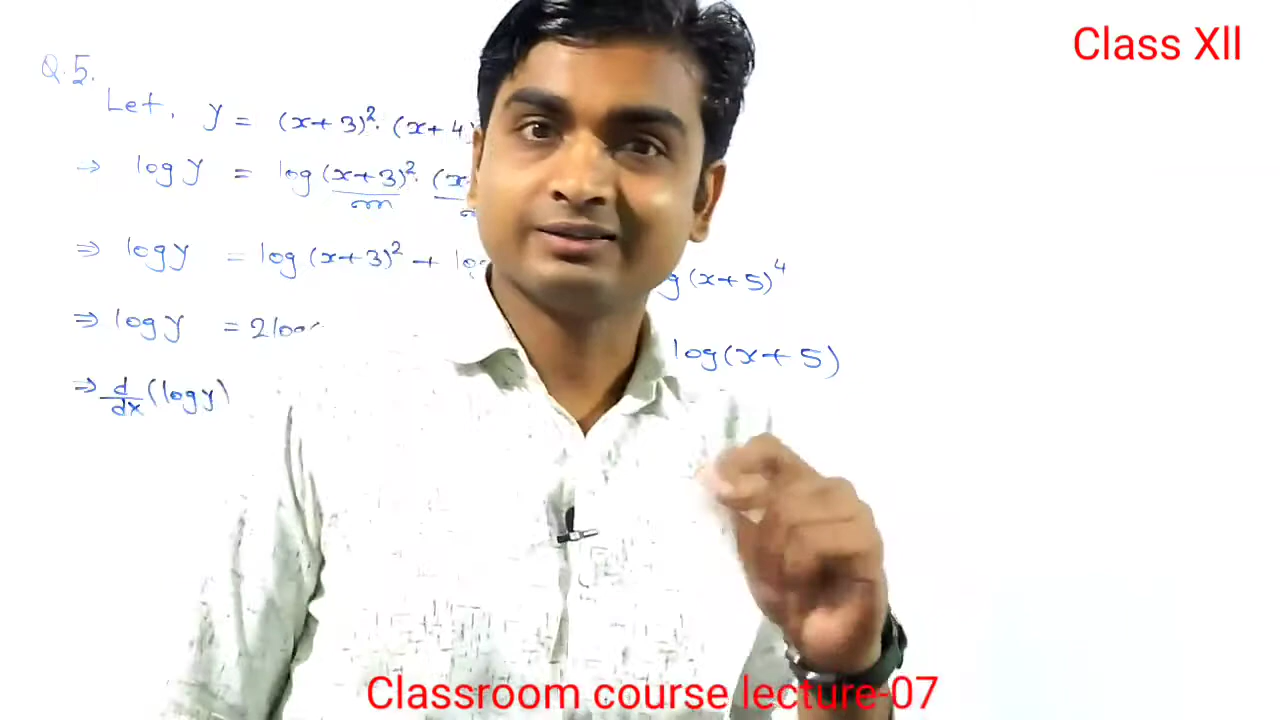 Class Xll
Q.5.
Let, y = (x+3)². (x+4)
⇒ log y = log (x+3)². (x
⇒ log y = log (x+3)² + log (x+5)⁴
⇒ log y = 2log log(x+5)
⇒ d/dx (log y)
Classroom course lecture-07